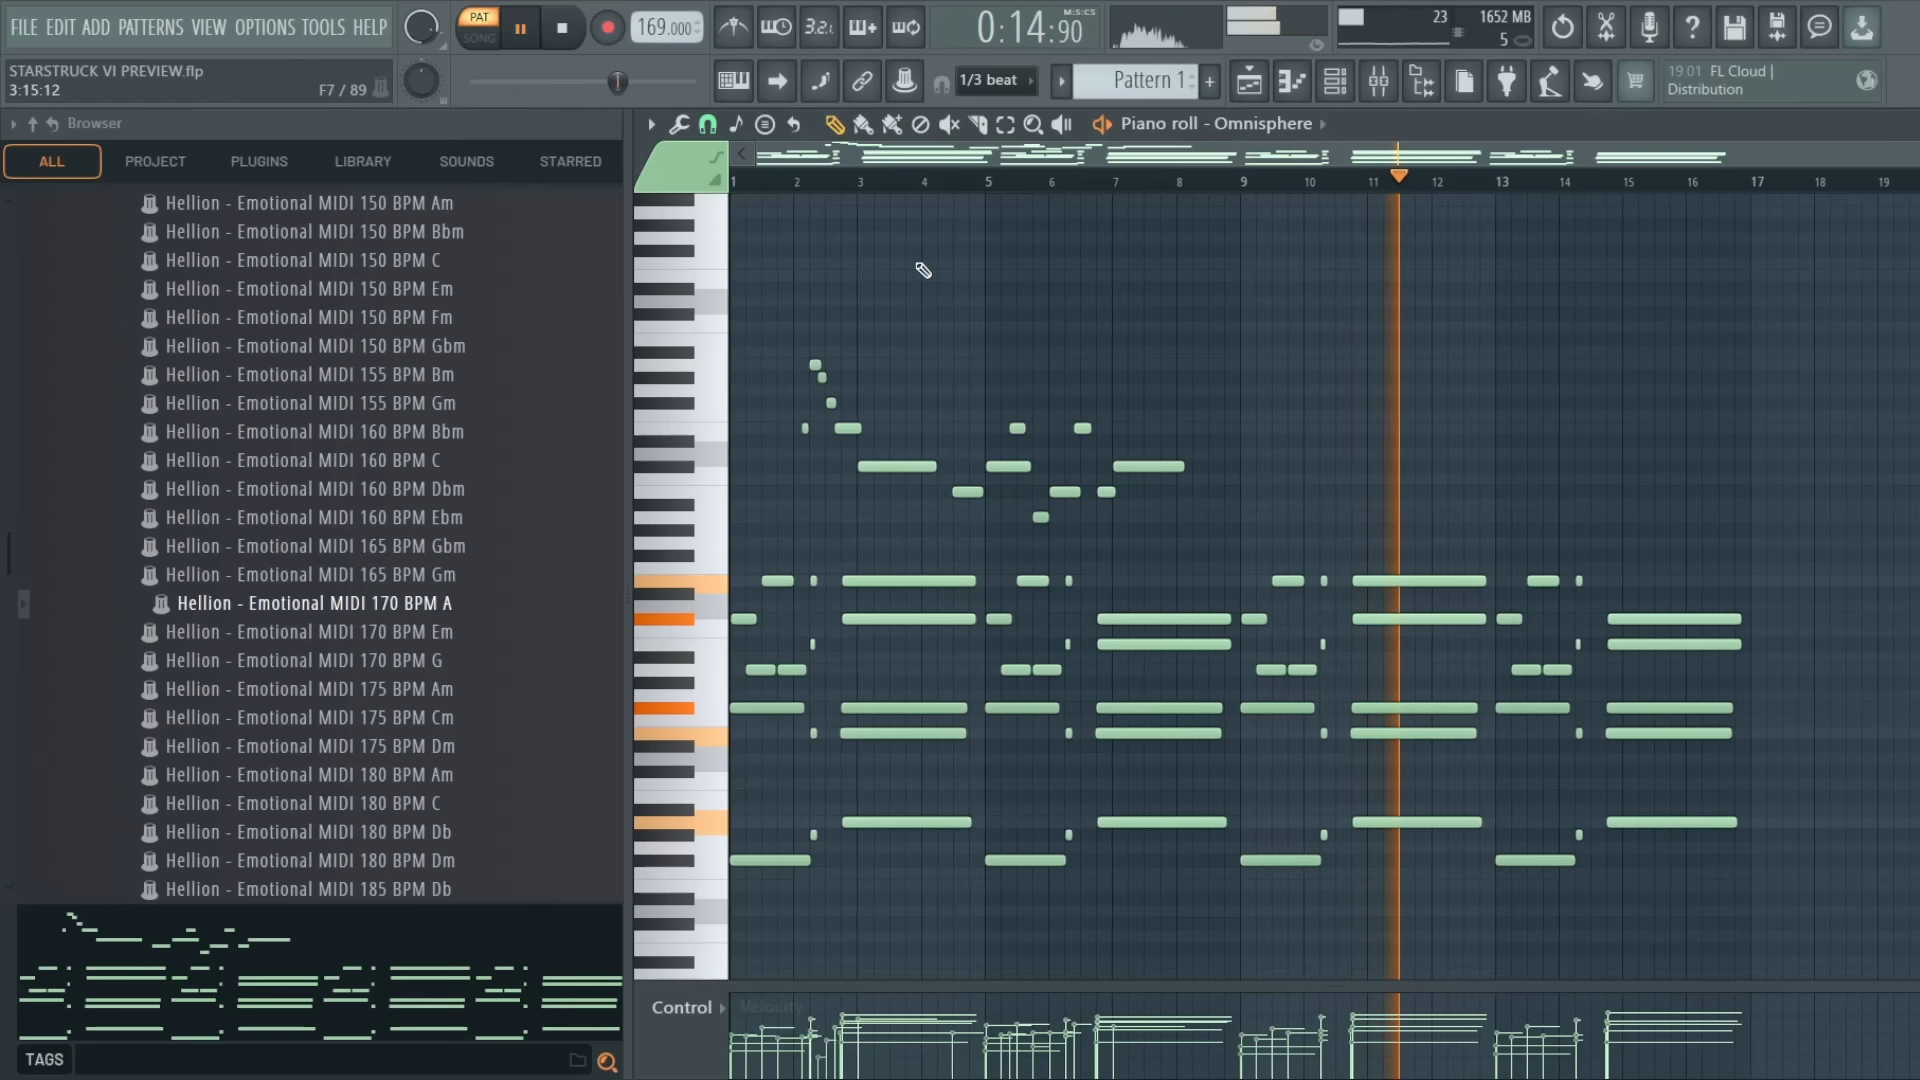 FILE EDIT ADD PATTERNS VIEW OPTIONS TOOLS HELP
PAT
SONG
169.000
3.2.
0:14:90
M:S:CS
23
1652 MB
5
STARSTRUCK VI PREVIEW.flp
3:15:12
F7 / 89
1/3 beat
Pattern 1
+
19.01 FL Cloud |
Distribution
Browser
ALL
PROJECT
PLUGINS
LIBRARY
SOUNDS
STARRED
Hellion - Emotional MIDI 150 BPM Am
Hellion - Emotional MIDI 150 BPM Bbm
Hellion - Emotional MIDI 150 BPM C
Hellion - Emotional MIDI 150 BPM Em
Hellion - Emotional MIDI 150 BPM Fm
Hellion - Emotional MIDI 150 BPM Gbm
Hellion - Emotional MIDI 155 BPM Bm
Hellion - Emotional MIDI 155 BPM Gm
Hellion - Emotional MIDI 160 BPM Bbm
Hellion - Emotional MIDI 160 BPM C
Hellion - Emotional MIDI 160 BPM Dbm
Hellion - Emotional MIDI 160 BPM Ebm
Hellion - Emotional MIDI 165 BPM Gbm
Hellion - Emotional MIDI 165 BPM Gm
Hellion - Emotional MIDI 170 BPM A
Hellion - Emotional MIDI 170 BPM Em
Hellion - Emotional MIDI 170 BPM G
Hellion - Emotional MIDI 175 BPM Am
Hellion - Emotional MIDI 175 BPM Cm
Hellion - Emotional MIDI 175 BPM Dm
Hellion - Emotional MIDI 180 BPM Am
Hellion - Emotional MIDI 180 BPM C
Hellion - Emotional MIDI 180 BPM Db
Hellion - Emotional MIDI 180 BPM Dm
Hellion - Emotional MIDI 185 BPM Db
TAGS
Piano roll - Omnisphere
1 2 3 4 5 6 7 8 9 10 11 12 13 14 15 16 17 18 19
Control
Velocity